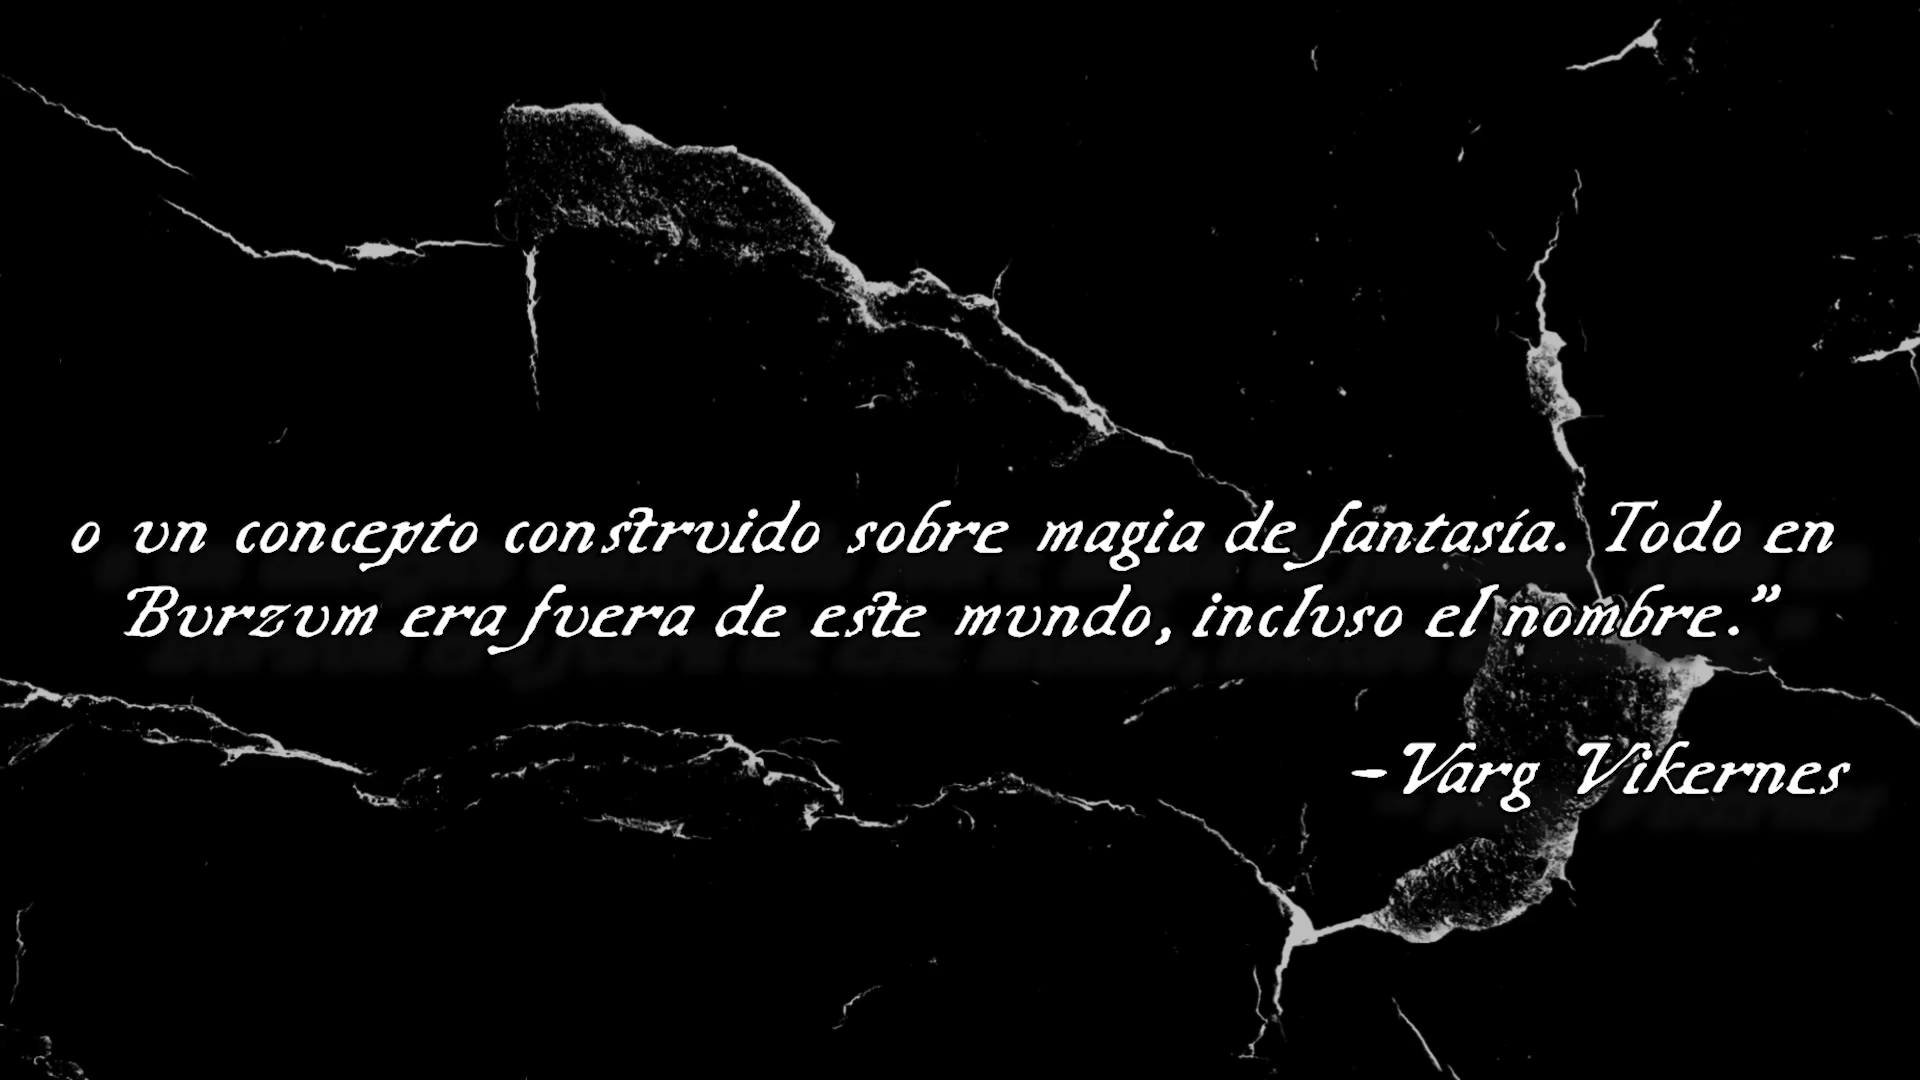 o un concepto construido sobre magia de fantasía. Todo en
Burzum era fuera de este mundo, incluso el nombre.”
-Varg Vikernes